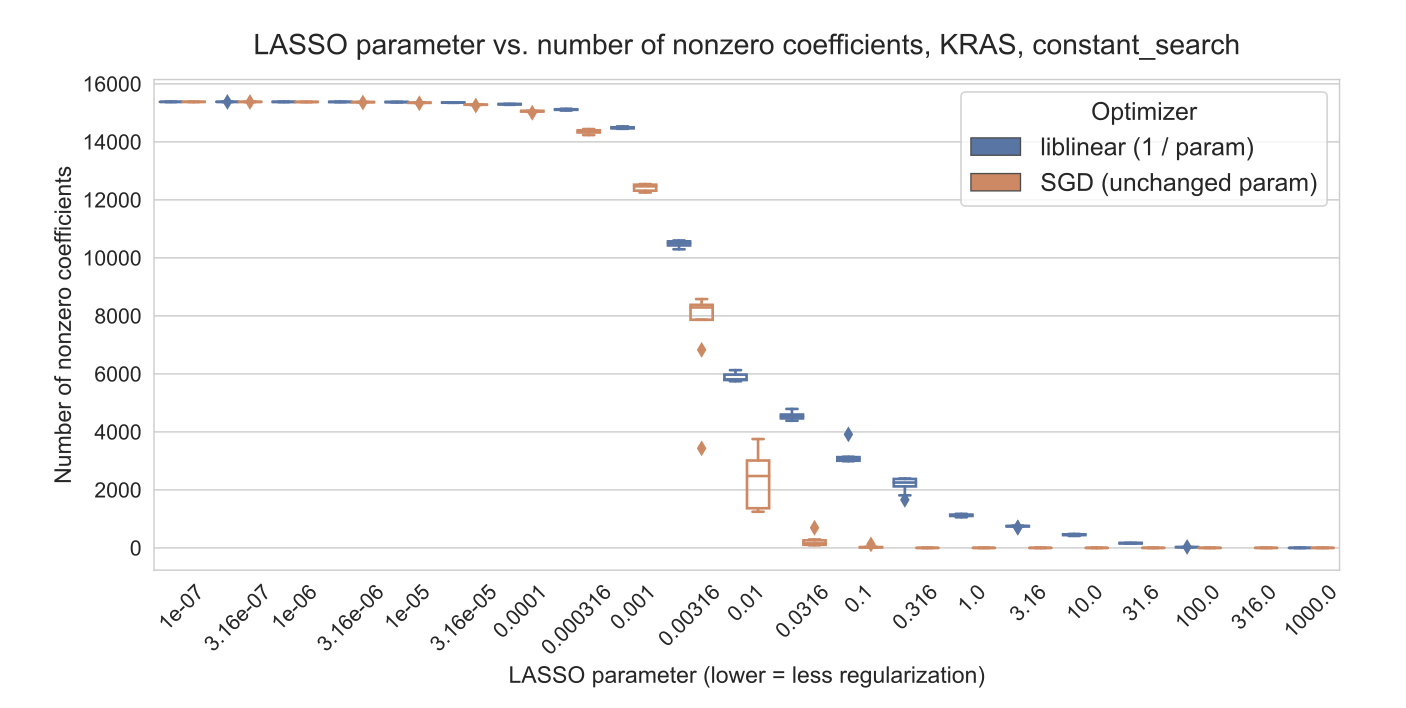 LASSO parameter vs. number of nonzero coefficients, KRAS, constant_search
Number of nonzero coefficients
16000
14000
12000
10000
8000
6000
4000
2000
0
Optimizer
liblinear (1 / param)
SGD (unchanged param)
1e-07
3.16e-07
1e-06
3.16e-06
1e-05
3.16e-05
0.0001
0.000316
0.001
0.00316
0.01
0.0316
0.1
0.316
1.0
3.16
10.0
31.6
100.0
316.0
1000.0
LASSO parameter (lower = less regularization)